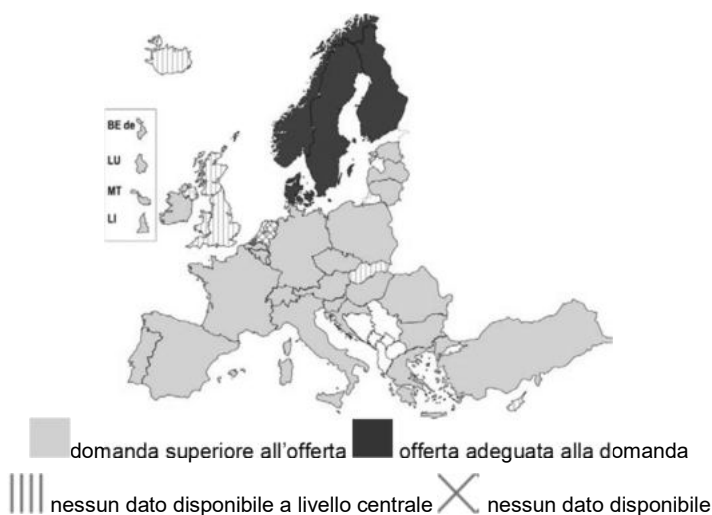 BE de
LU
MT
LI
domanda superiore all'offerta offerta adeguata alla domanda
nessun dato disponibile a livello centrale nessun dato disponibile